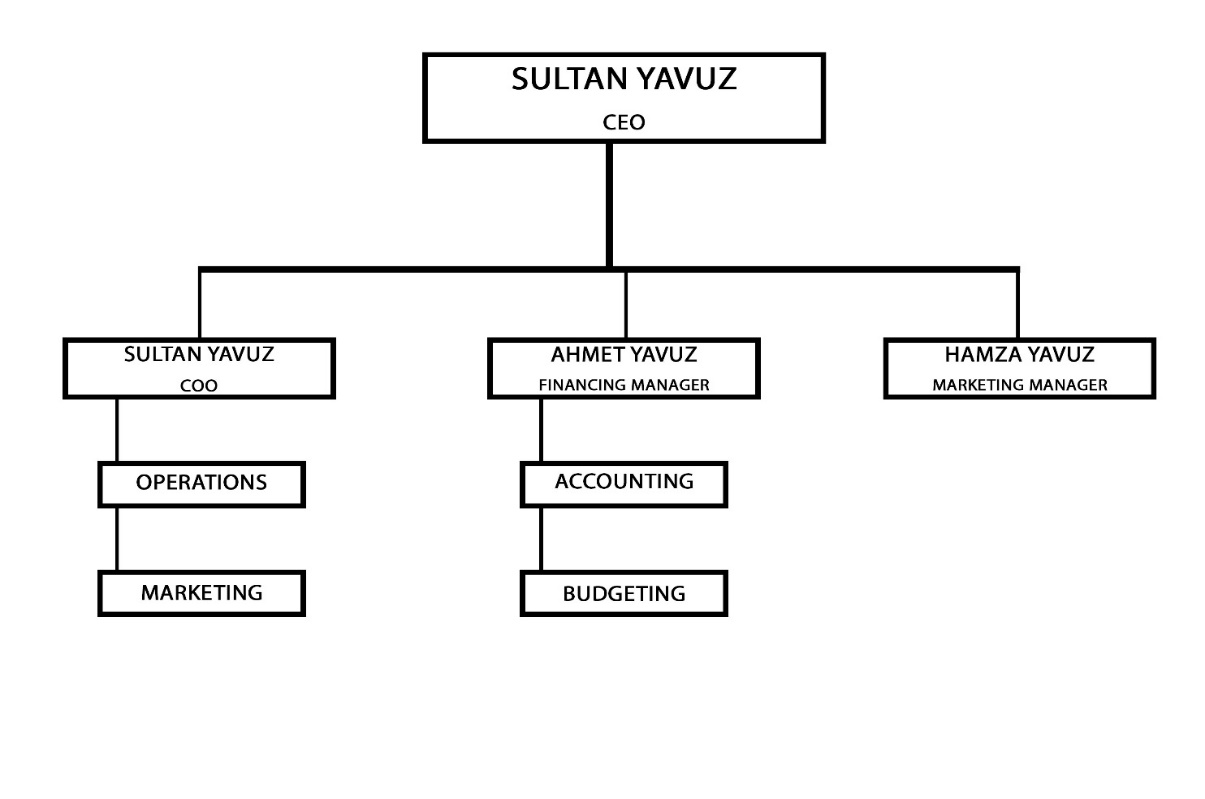 SULTAN YAVUZ
CEO
SULTAN YAVUZ
COO
AHMET YAVUZ
FINANCING MANAGER
HAMZA YAVUZ
MARKETING MANAGER
OPERATIONS
ACCOUNTING
MARKETING
BUDGETING